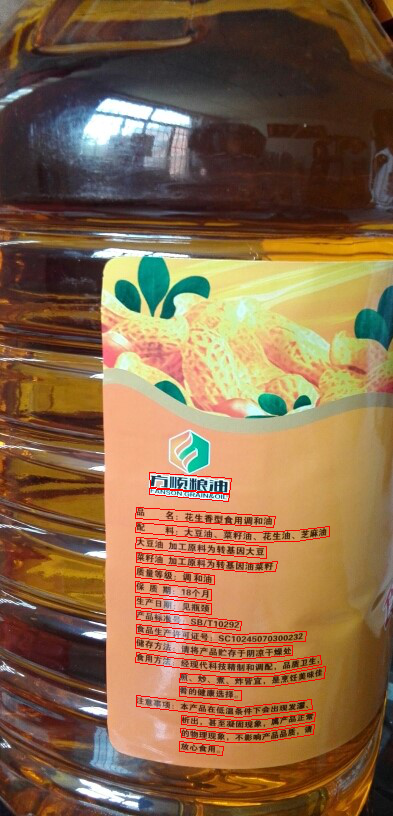 方顺粮油
FANSON GRAIN&OIL
品 名：花生香型食用调和油
配 料：大豆油、菜籽油、花生油、芝麻油
大豆油 加工原料为转基因大豆
菜籽油 加工原料为转基因油菜籽
质量等级：调和油
保 质 期：18个月
生产日期：见瓶颈
产品标准号：SB/T10292
食品生产许可证号：SC10245070300232
储存方法：请将产品贮存于阴凉干燥处
食用方法：经现代科技精制和调配，品质卫生，
煎、炒、煮、炸皆宜，是烹饪美味佳
肴的健康选择。
注意事项：本产品在低温条件下会出现发濛、
析出，甚至凝固现象，属产品正常
的物理现象，不影响产品品质，请
放心食用。